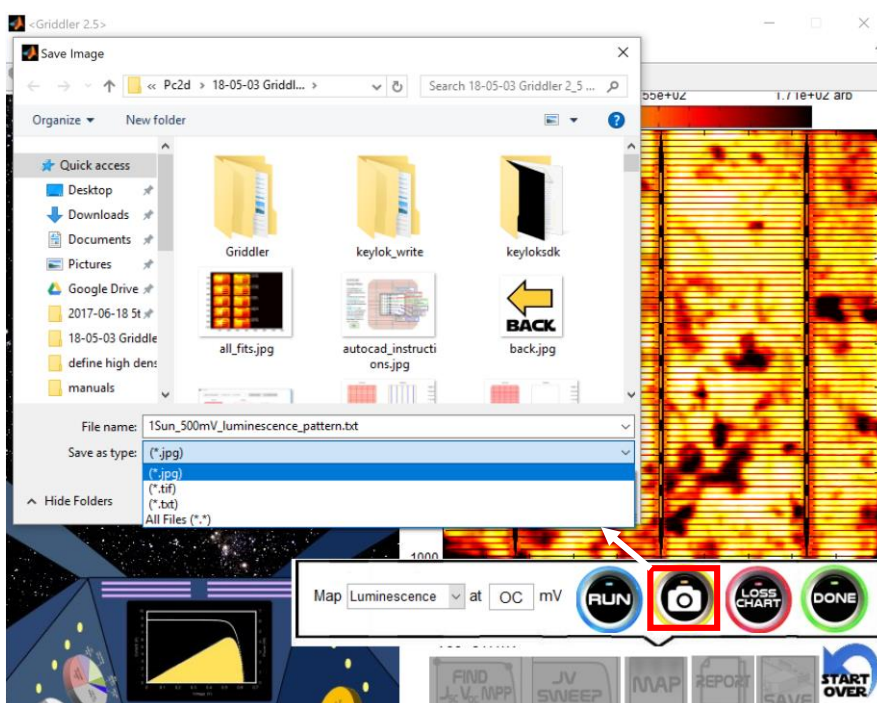 <Griddler 2.5>
Save Image
« Pc2d > 18-05-03 Griddl... >
Search 18-05-03 Griddler 2_5 ...
Organize
New folder
Quick access
Desktop
Downloads
Documents
Pictures
Google Drive
2017-06-18 5t
18-05-03 Griddle
define high dens
manuals
Griddler
keylok_write
keyloksdk
all_fits.jpg
autocad_instructi
ons.jpg
BACK
back.jpg
File name: 1Sun_500mV_luminescence_pattern.txt
Save as type: (*.jpg)
(*.jpg)
(*.tif)
(*.txt)
All Files (*.*)
Hide Folders
55e+02 1.71e+02 arb
1000
Map Luminescence at OC mV
RUN
LOSS
CHART
DONE
FIND
JV
SWEEP
MAP
REPORT
SAVE
START
OVER